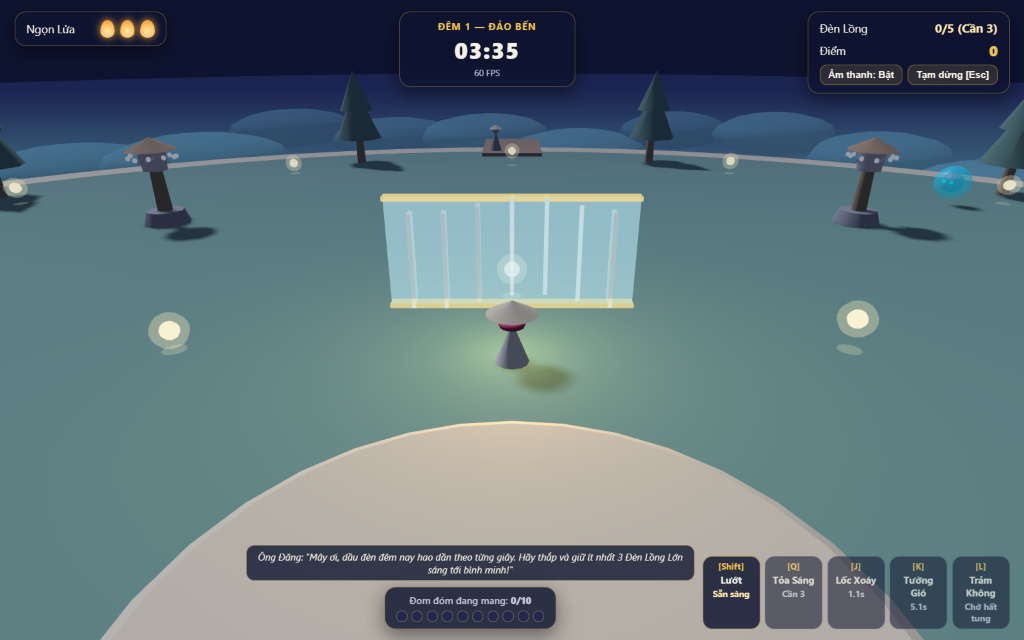 Ngọn Lửa
ĐÊM 1 — ĐẢO BẾN
03:35
60 FPS
Đèn Lồng 0/5 (Cần 3)
Điểm 0
Âm thanh: Bật Tạm dừng [Esc]
Ông Đăng: "Mây ơi, dầu đèn đêm nay hao dần theo từng giây. Hãy thắp và giữ ít nhất 3 Đèn Lồng Lớn
sáng tới bình minh!"
Đom đóm đang mang: 0/10
[Shift]
Lướt
Sẵn sàng
[Q]
Tỏa Sáng
Cần 3
[J]
Lốc Xoáy
1.1s
[K]
Tường
Gió
5.1s
[L]
Trảm
Không
Chờ hất
tung